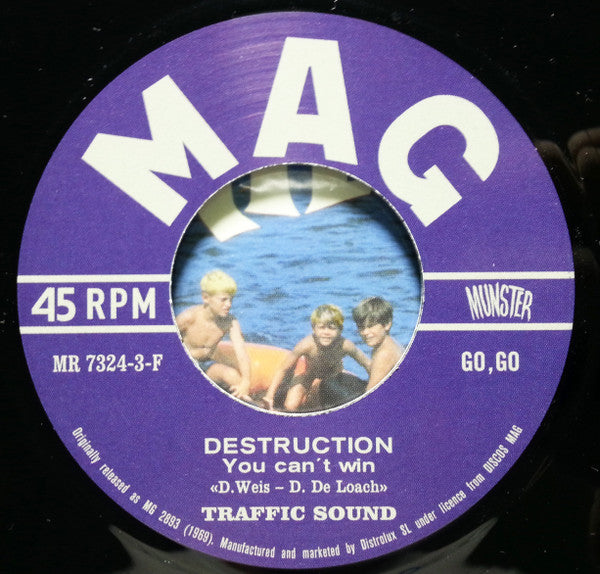 MAG
45 RPM
MUNSTER
MR 7324-3-F
GO, GO
DESTRUCTION
You can't win
«D. Weis – D. De Loach»
TRAFFIC SOUND
Originally released as MG 2893 (1969). Manufactured and marketed by Distrolux SL under licence from DISCOS MAG